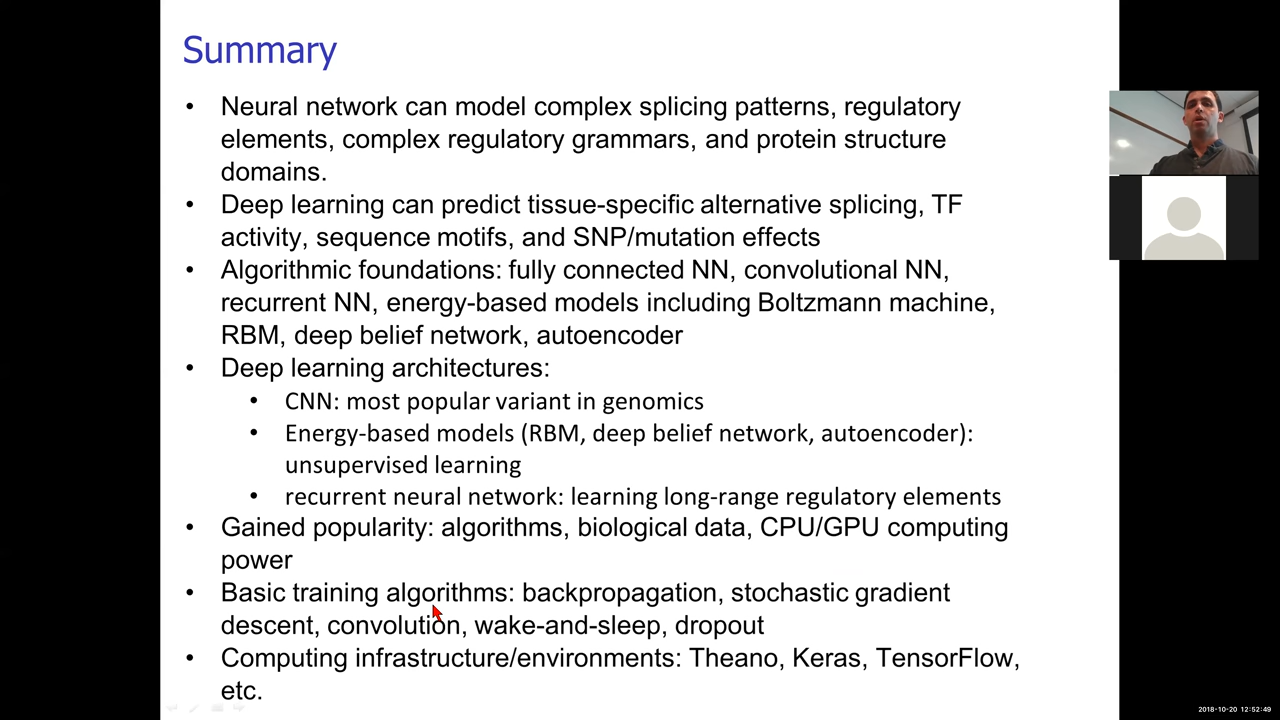 Summary
• Neural network can model complex splicing patterns, regulatory
elements, complex regulatory grammars, and protein structure
domains.
• Deep learning can predict tissue-specific alternative splicing, TF
activity, sequence motifs, and SNP/mutation effects
• Algorithmic foundations: fully connected NN, convolutional NN,
recurrent NN, energy-based models including Boltzmann machine,
RBM, deep belief network, autoencoder
• Deep learning architectures:
• CNN: most popular variant in genomics
• Energy-based models (RBM, deep belief network, autoencoder):
unsupervised learning
• recurrent neural network: learning long-range regulatory elements
• Gained popularity: algorithms, biological data, CPU/GPU computing
power
• Basic training algorithms: backpropagation, stochastic gradient
descent, convolution, wake-and-sleep, dropout
• Computing infrastructure/environments: Theano, Keras, TensorFlow,
etc.
2018-10-20 12:52:49